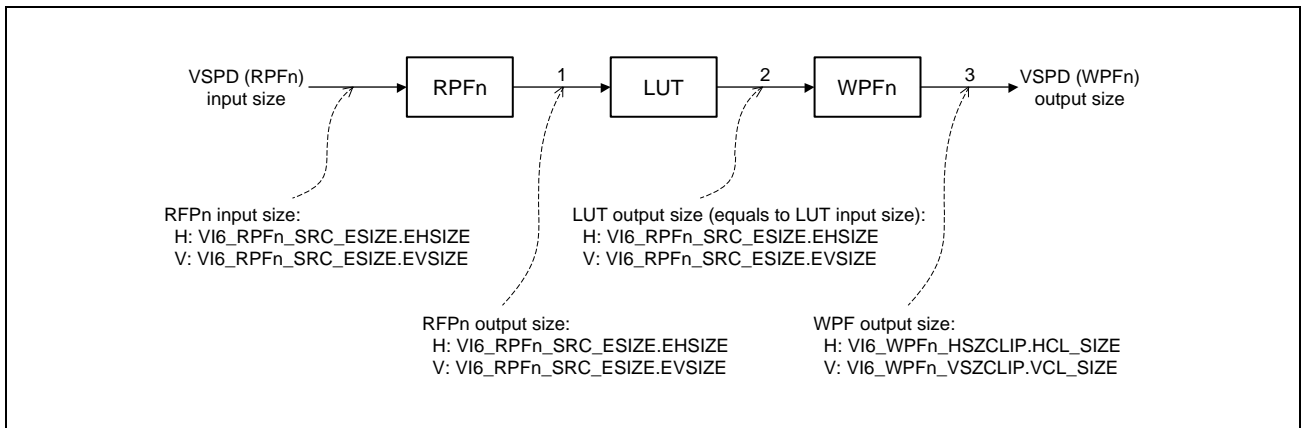 VSPD (RPFn)
input size
RPFn
1
LUT
2
WPFn
3
VSPD (WPFn)
output size
RFPn input size:
H: VI6_RPFn_SRC_ESIZE.EHSIZE
V: VI6_RPFn_SRC_ESIZE.EVSIZE
LUT output size (equals to LUT input size):
H: VI6_RPFn_SRC_ESIZE.EHSIZE
V: VI6_RPFn_SRC_ESIZE.EVSIZE
RFPn output size:
H: VI6_RPFn_SRC_ESIZE.EHSIZE
V: VI6_RPFn_SRC_ESIZE.EVSIZE
WPF output size:
H: VI6_WPFn_HSZCLIP.HCL_SIZE
V: VI6_WPFn_VSZCLIP.VCL_SIZE